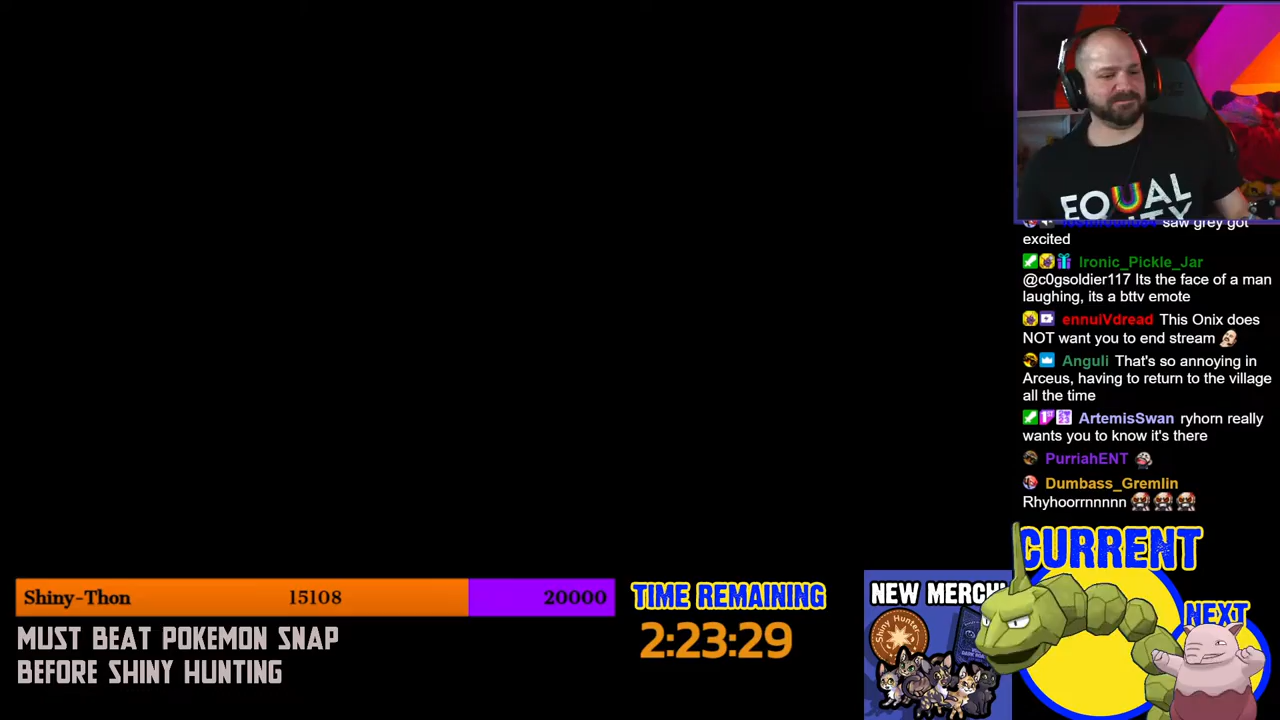 EQUAL
saw grey got
excited
Ironic_Pickle_Jar
@c0gsoldier117 Its the face of a man
laughing, its a bttv emote
ennuiVdread This Onix does
NOT want you to end stream
Anguli That's so annoying in
Arceus, having to return to the village
all the time
ArtemisSwan ryhorn really
wants you to know it's there
PurriahENT
Dumbass_Gremlin
Rhyhoorrnnnnn
CURRENT
NEXT
NEW MERCH
Shiny Hunter
Shiny-Thon 15108 20000
TIME REMAINING
2:23:29
MUST BEAT POKEMON SNAP
BEFORE SHINY HUNTING